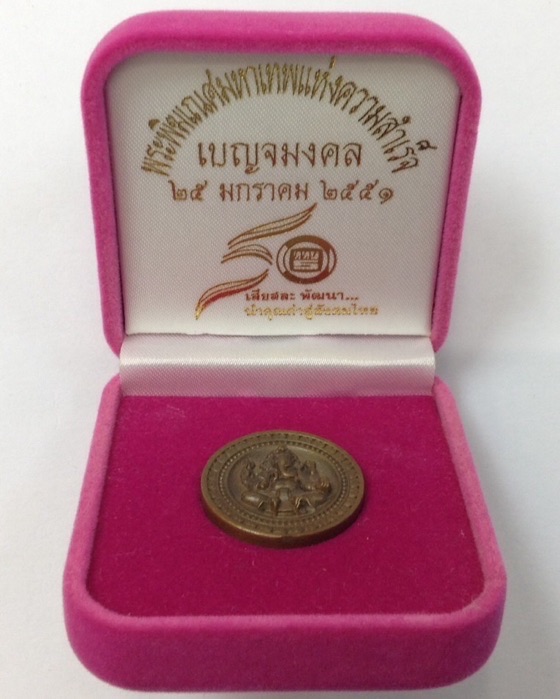 พระพิฆเนศมหาเทพแห่งความสำเร็จ
เบญจมงคล
๒๕ มกราคม ๒๕๕๑
๕๐
เสียสละ พัฒนา...
นำคุณค่าสู่สังคมไทย